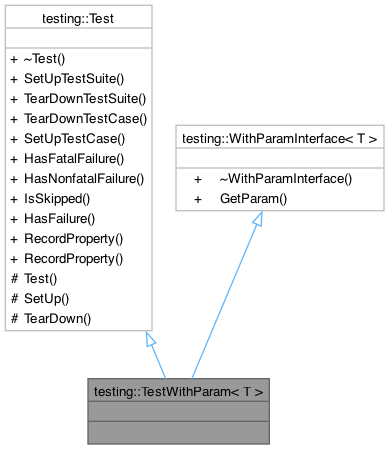 testing::Test
+ ~Test()
+ SetUpTestSuite()
+ TearDownTestSuite()
+ TearDownTestCase()
+ SetUpTestCase()
+ HasFatalFailure()
+ HasNonfatalFailure()
+ IsSkipped()
+ HasFailure()
+ RecordProperty()
+ RecordProperty()
# Test()
# SetUp()
# TearDown()
testing::WithParamInterface< T >
+ ~WithParamInterface()
+ GetParam()
testing::TestWithParam< T >